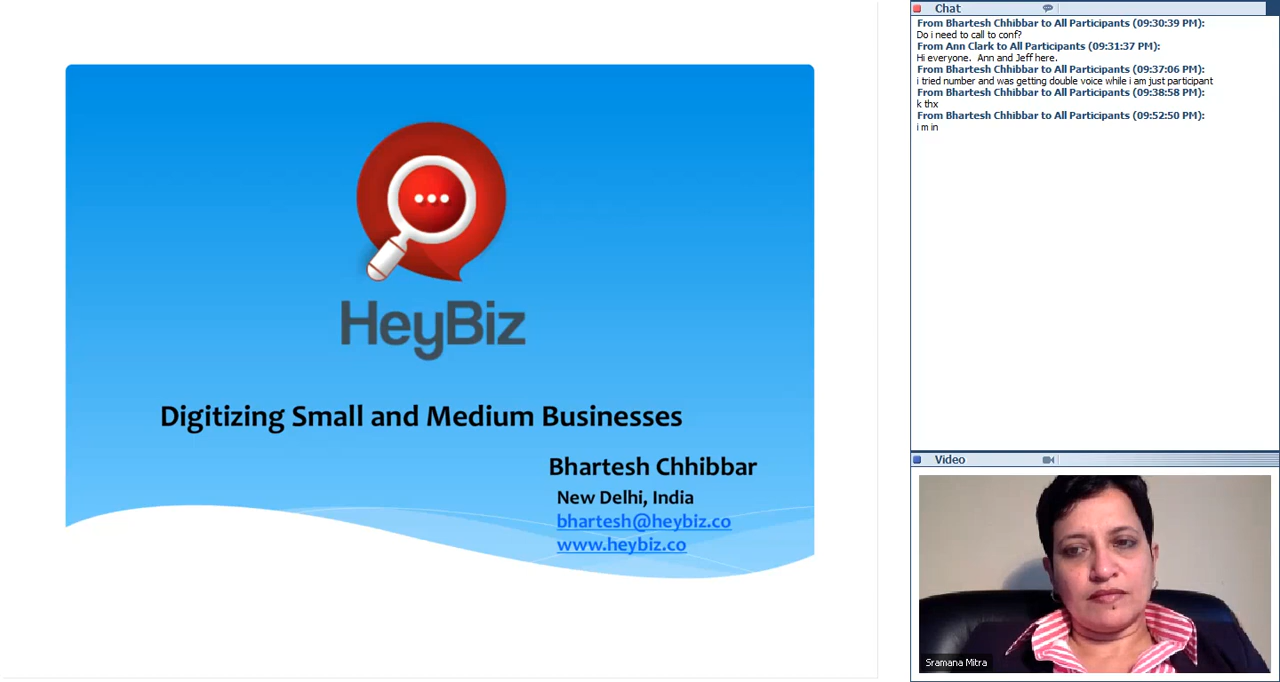 HeyBiz
Digitizing Small and Medium Businesses
Bhartesh Chhibbar
New Delhi, India
bhartesh@heybiz.co
www.heybiz.co
Chat
From Bhartesh Chhibbar to All Participants (09:30:39 PM):
Do i need to call to conf?
From Ann Clark to All Participants (09:31:37 PM):
Hi everyone. Ann and Jeff here.
From Bhartesh Chhibbar to All Participants (09:37:06 PM):
i tried number and was getting double voice while i am just participant
From Bhartesh Chhibbar to All Participants (09:38:58 PM):
k thx
From Bhartesh Chhibbar to All Participants (09:52:50 PM):
i m in
Video
Sramana Mitra